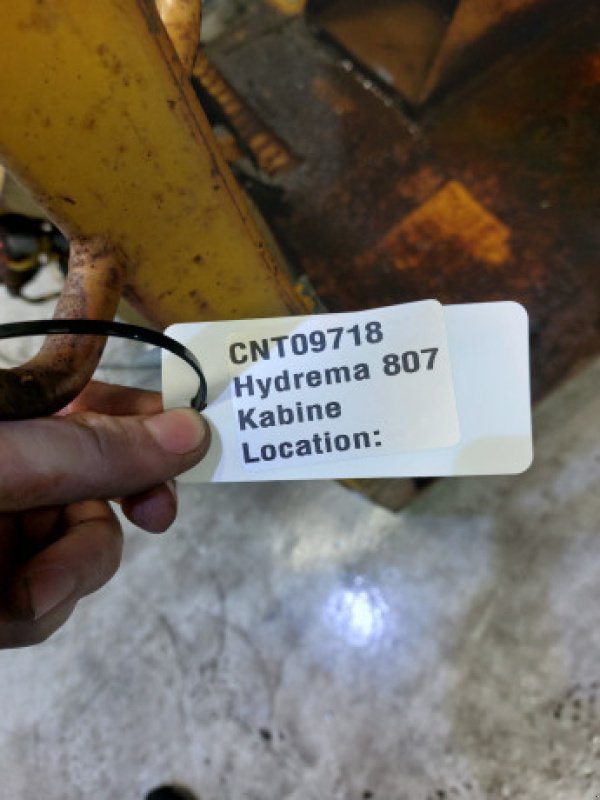 CNT09718
Hydrema 807
Kabine
Location: